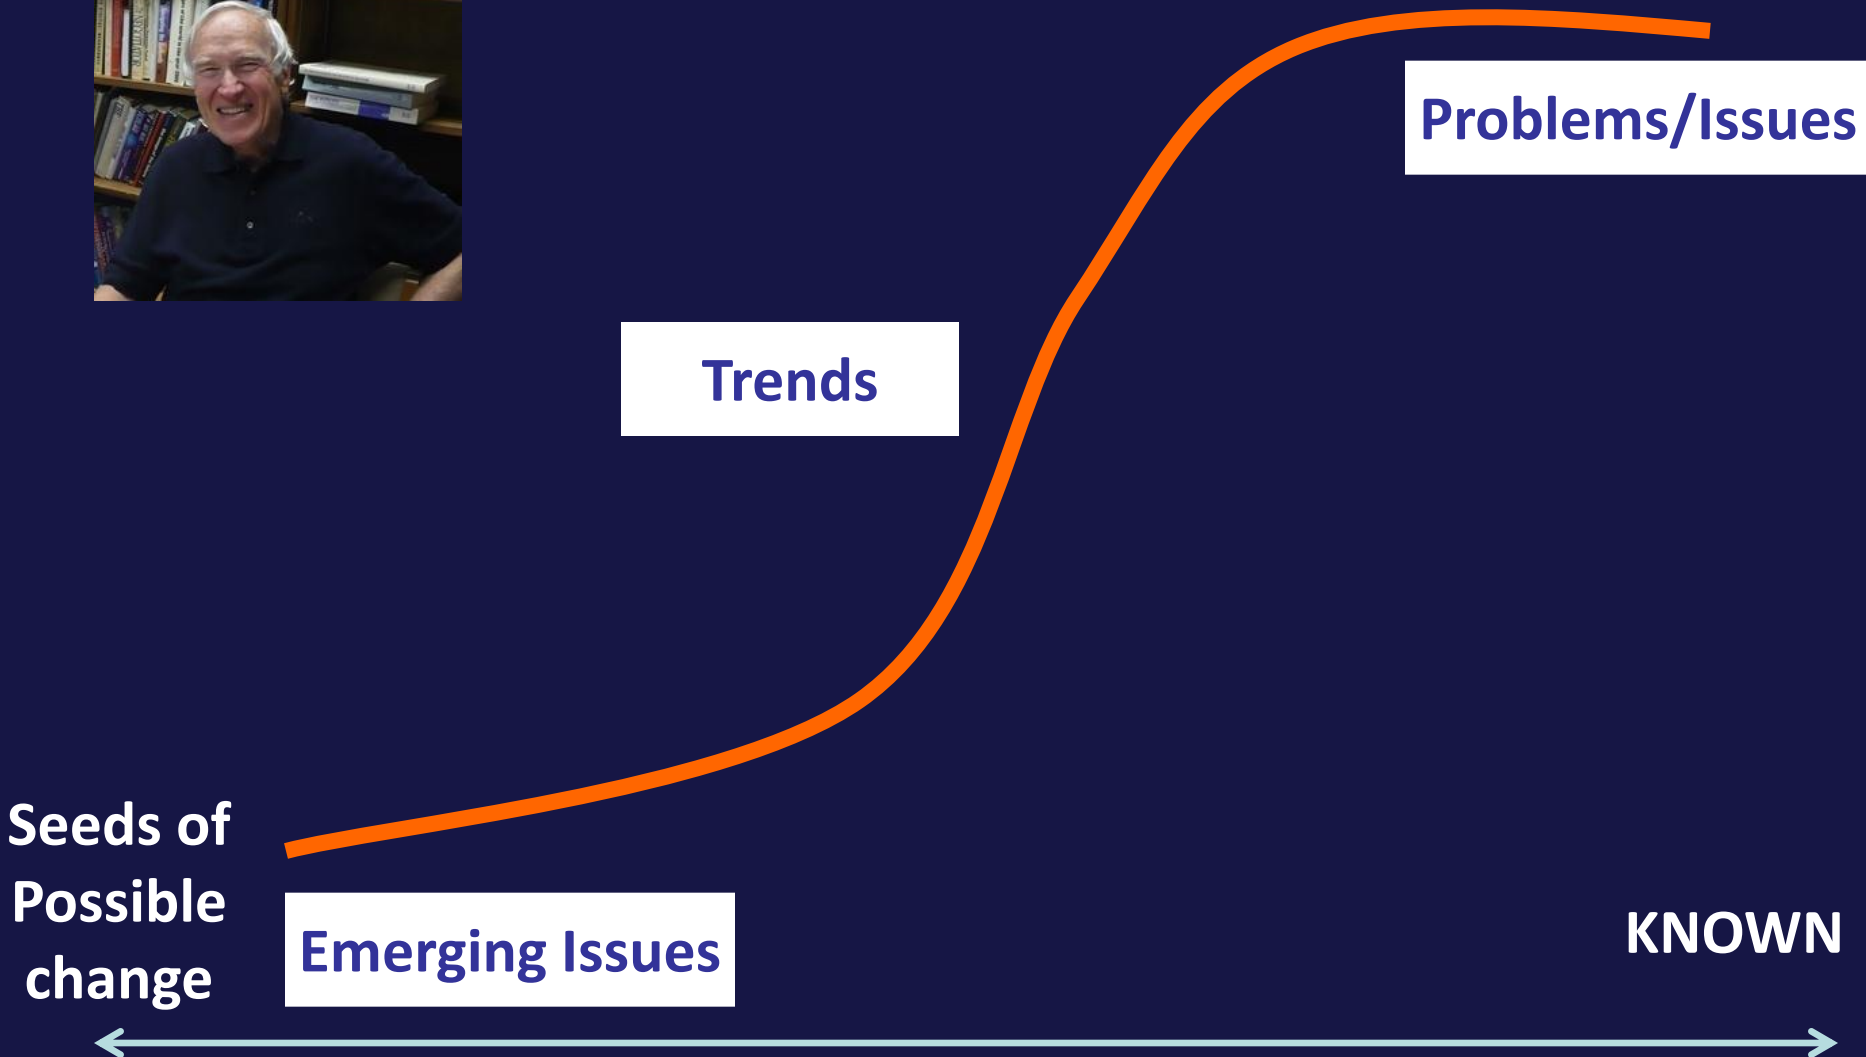 Problems/Issues
Trends
Seeds of
Possible
change
Emerging Issues
KNOWN